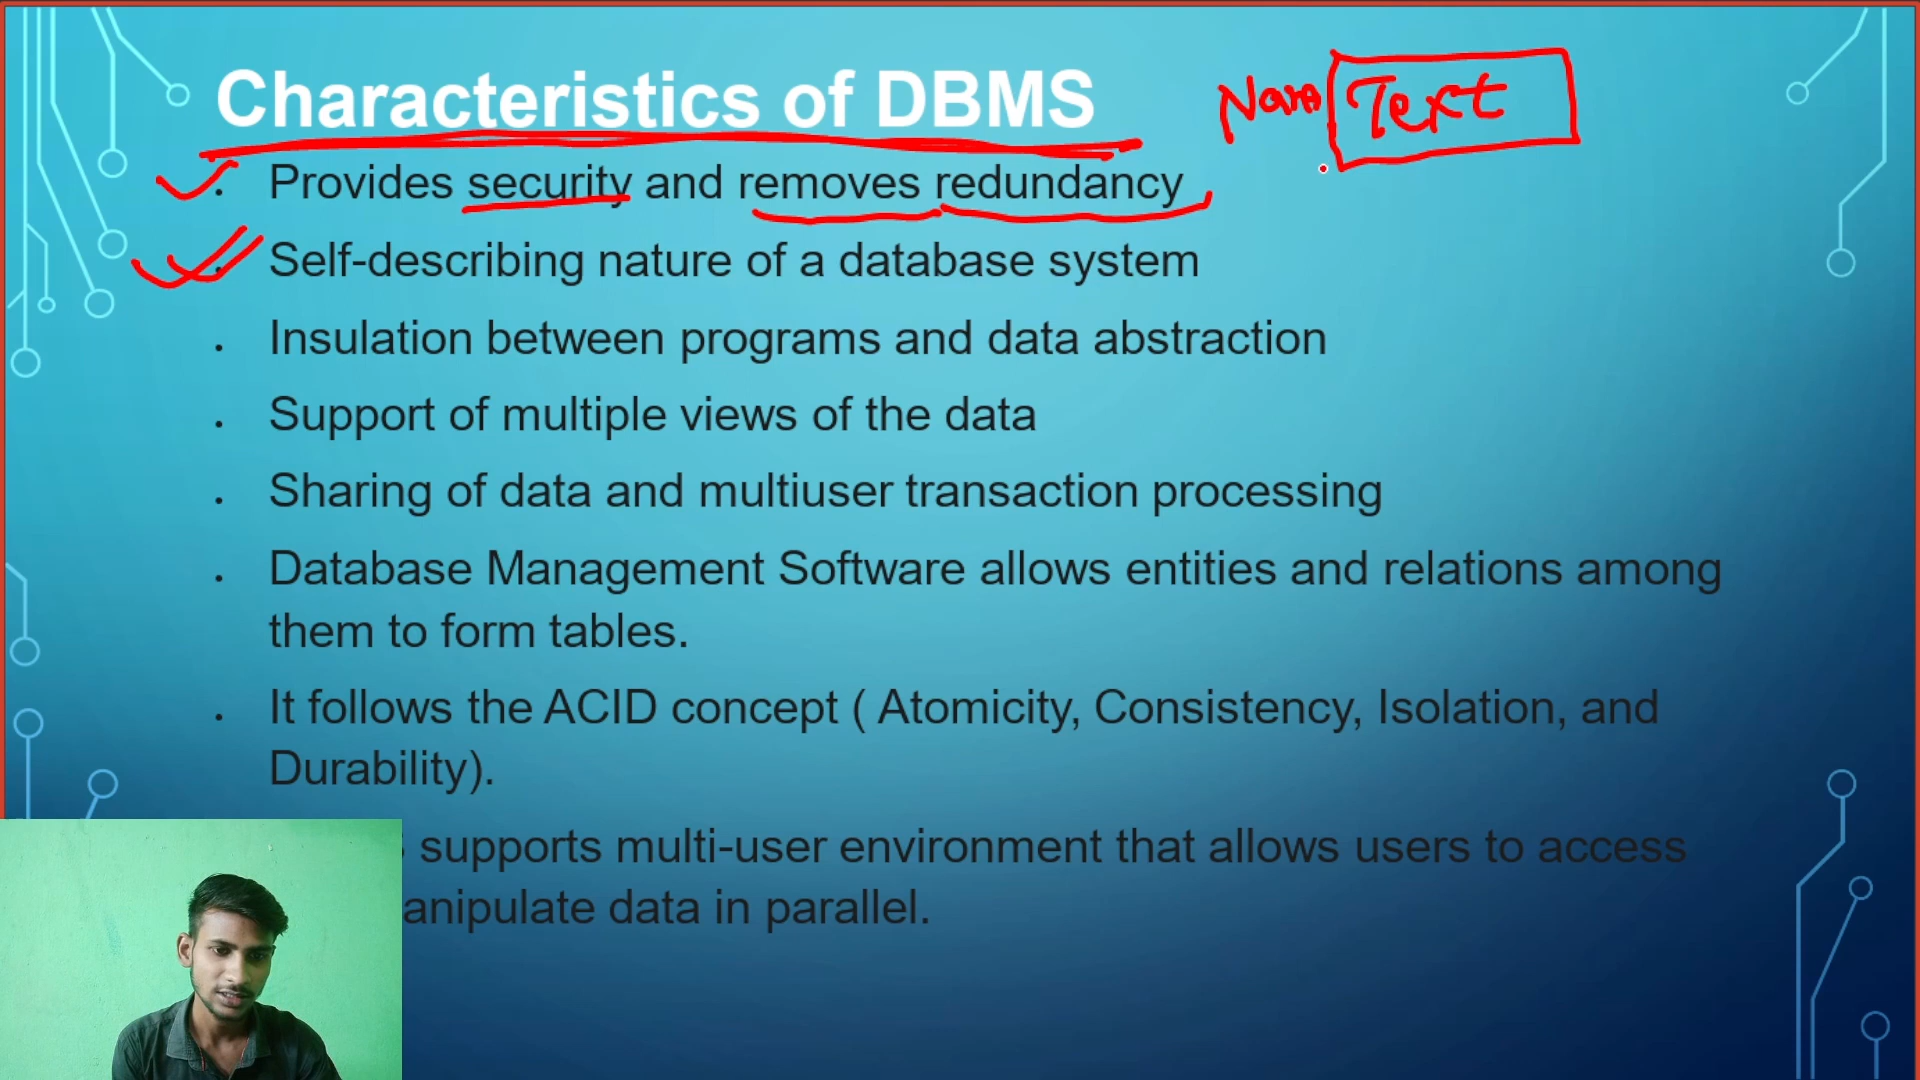 Characteristics of DBMS
Text
Provides security and removes redundancy
Self-describing nature of a database system
Insulation between programs and data abstraction
Support of multiple views of the data
Sharing of data and multiuser transaction processing
Database Management Software allows entities and relations among
them to form tables.
It follows the ACID concept ( Atomicity, Consistency, Isolation, and
Durability).
supports multi-user environment that allows users to access
anipulate data in parallel.